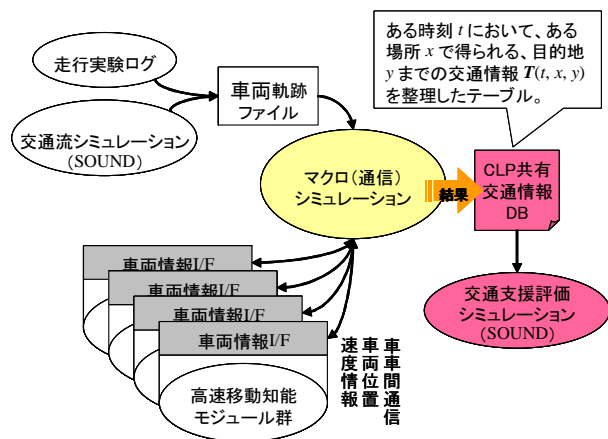 走行実験ログ
交通流シミュレーション
(SOUND)
車両軌跡
ファイル
ある時刻 t において、ある
場所 x で得られる、目的地
y までの交通情報 T(t, x, y)
を整理したテーブル。
マクロ(通信)
シミュレーション
結果
CLP共有
交通情報
DB
交通支援評価
シミュレーション
(SOUND)
車両情報I/F
車両情報I/F
車両情報I/F
車両情報I/F
高速移動知能
モジュール群
車車間通信
車両位置
速度情報